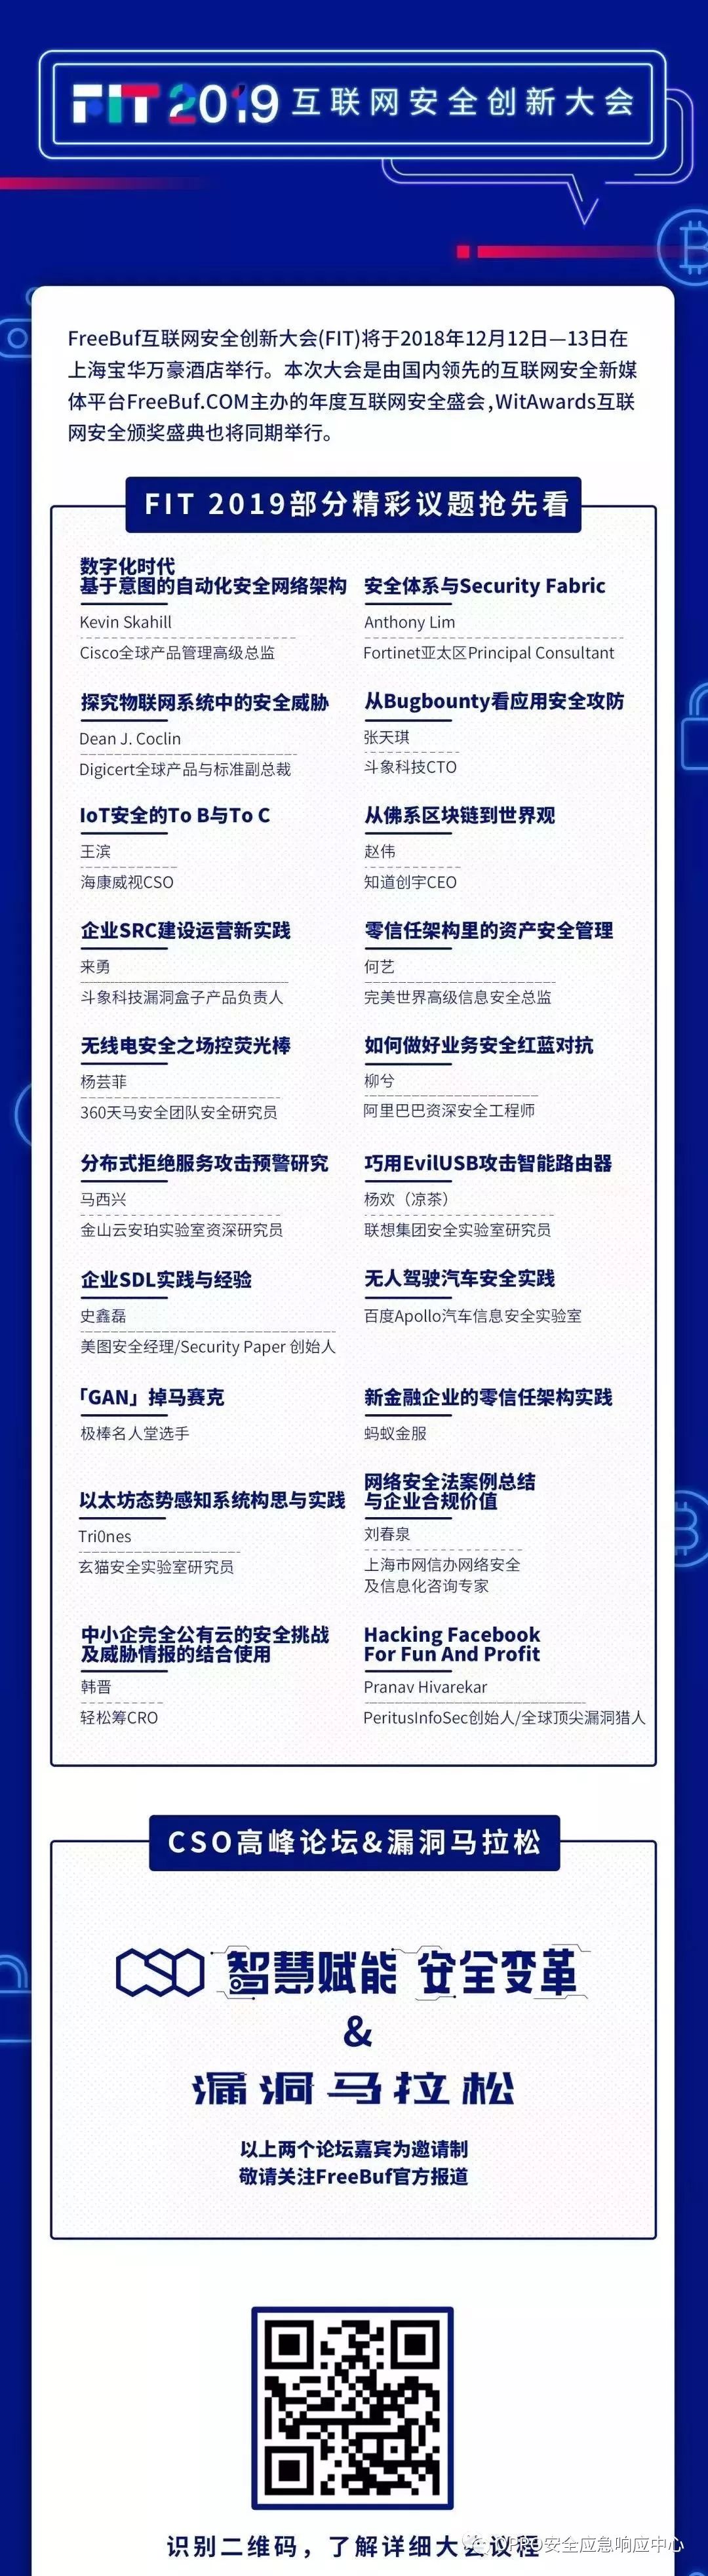 FIT 2019 互联网安全创新大会
FreeBuf互联网安全创新大会(FIT)将于2018年12月12日—13日在
上海宝华万豪酒店举行。本次大会是由国内领先的互联网安全新媒
体平台FreeBuf.COM主办的年度互联网安全盛会,WitAwards互联
网安全颁奖盛典也将同期举行。
FIT 2019部分精彩议题抢先看
数字化时代
基于意图的自动化安全网络架构
Kevin Skahill
Cisco全球产品管理高级总监
安全体系与Security Fabric
Anthony Lim
Fortinet亚太区Principal Consultant
探究物联网系统中的安全威胁
Dean J. Coclin
Digicert全球产品与标准副总裁
从Bugbounty看应用安全攻防
张天琪
斗象科技CTO
IoT安全的To B与To C
王滨
海康威视CSO
从佛系区块链到世界观
赵伟
知道创宇CEO
企业SRC建设运营新实践
来勇
斗象科技漏洞盒子产品负责人
零信任架构里的资产安全管理
何艺
完美世界高级信息安全总监
无线电安全之场控荧光棒
杨芸菲
360天马安全团队安全研究员
如何做好业务安全红蓝对抗
柳兮
阿里巴巴资深安全工程师
分布式拒绝服务攻击预警研究
马西兴
金山云安珀实验室资深研究员
巧用EvilUSB攻击智能路由器
杨欢（凉茶）
联想集团安全实验室研究员
企业SDL实践与经验
史鑫磊
美图安全经理/Security Paper 创始人
无人驾驶汽车安全实践
百度Apollo汽车信息安全实验室
「GAN」掉马赛克
极棒名人堂选手
新金融企业的零信任架构实践
蚂蚁金服
以太坊态势感知系统构思与实践
Tri0nes
玄猫安全实验室研究员
网络安全法案例总结
与企业合规价值
刘春泉
上海市网信办网络安全
及信息化咨询专家
中小企完全公有云的安全挑战
及威胁情报的结合使用
韩晋
轻松筹CRO
Hacking Facebook
For Fun And Profit
Pranav Hivarekar
PeritusInfoSec创始人/全球顶尖漏洞猎人
CSO高峰论坛&漏洞马拉松
CSO 智慧赋能 安全变革
&
漏洞马拉松
以上两个论坛嘉宾为邀请制
敬请关注FreeBuf官方报道
识别二维码，了解详细大会议程
OPPO安全应急响应中心